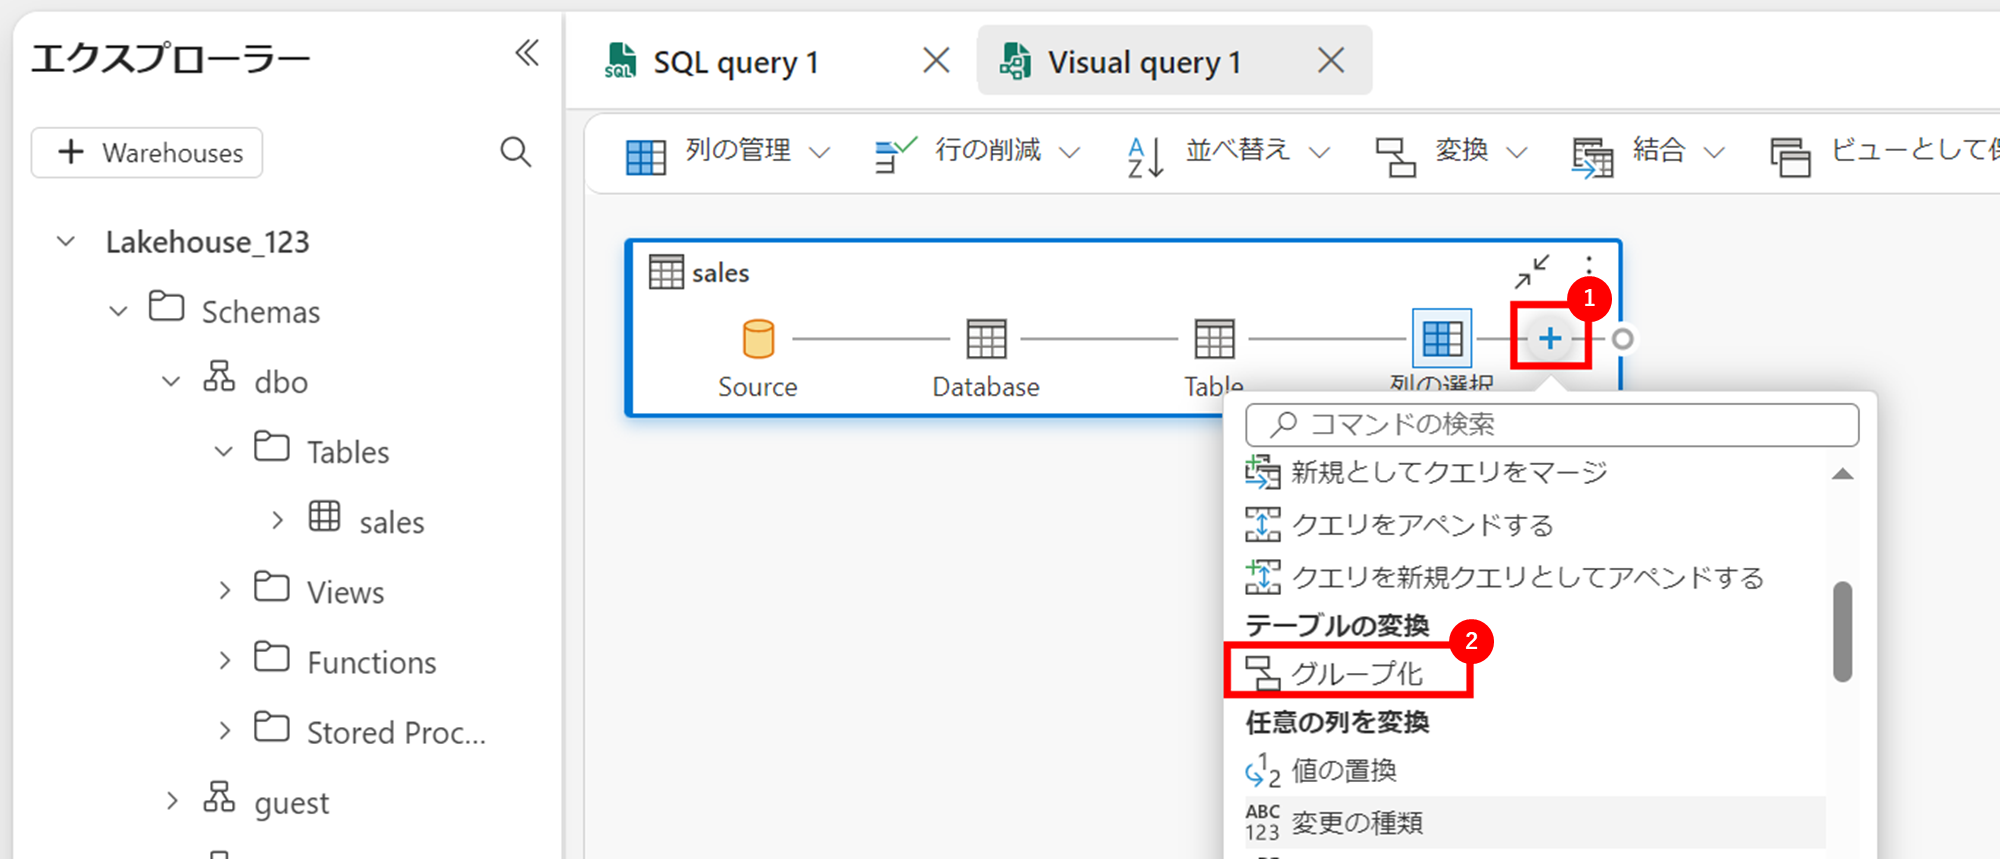 エクスプローラー
Warehouses
Lakehouse_123
Schemas
dbo
Tables
sales
Views
Functions
Stored Proc...
guest
SQL
SQL query 1
Visual query 1
列の管理
行の削減
AZ
並べ替え
変換
結合
ビューとして
sales
1
Source
Database
Table
列の選択
コマンドの検索
新規としてクエリをマージ
クエリをアペンドする
クエリを新規クエリとしてアペンドする
テーブルの変換
2
グループ化
任意の列を変換
12
値の置換
ABC
123
変更の種類